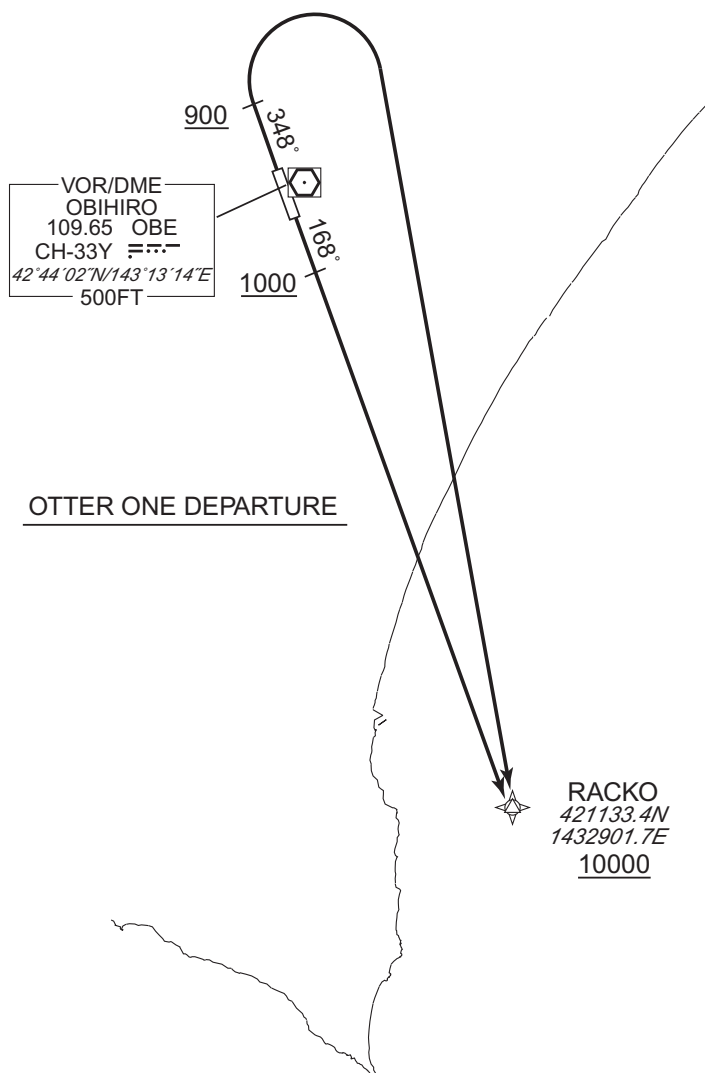 900
348°
VOR/DME
OBIHIRO
109.65 OBE
CH-33Y
42°44´02˝N/143°13´14˝E
500FT
168°
1000
OTTER ONE DEPARTURE
RACKO
421133.4N
1432901.7E
10000